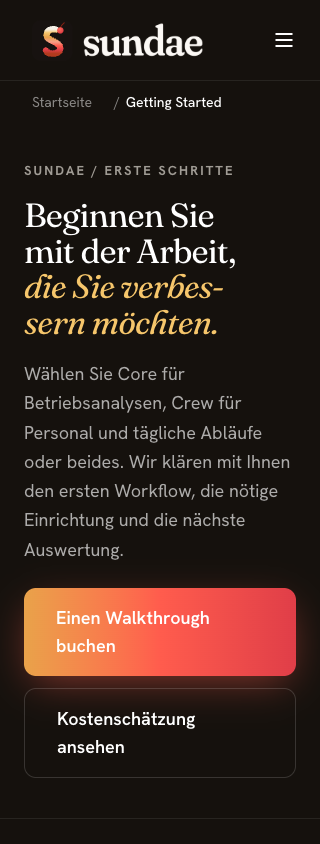 sundae
Startseite / Getting Started
SUNDAE / ERSTE SCHRITTE
Beginnen Sie
mit der Arbeit,
die Sie verbes-
sern möchten.
Wählen Sie Core für
Betriebsanalysen, Crew für
Personal und tägliche Abläufe
oder beides. Wir klären mit Ihnen
den ersten Workflow, die nötige
Einrichtung und die nächste
Auswertung.
Einen Walkthrough
buchen
Kostenschätzung
ansehen